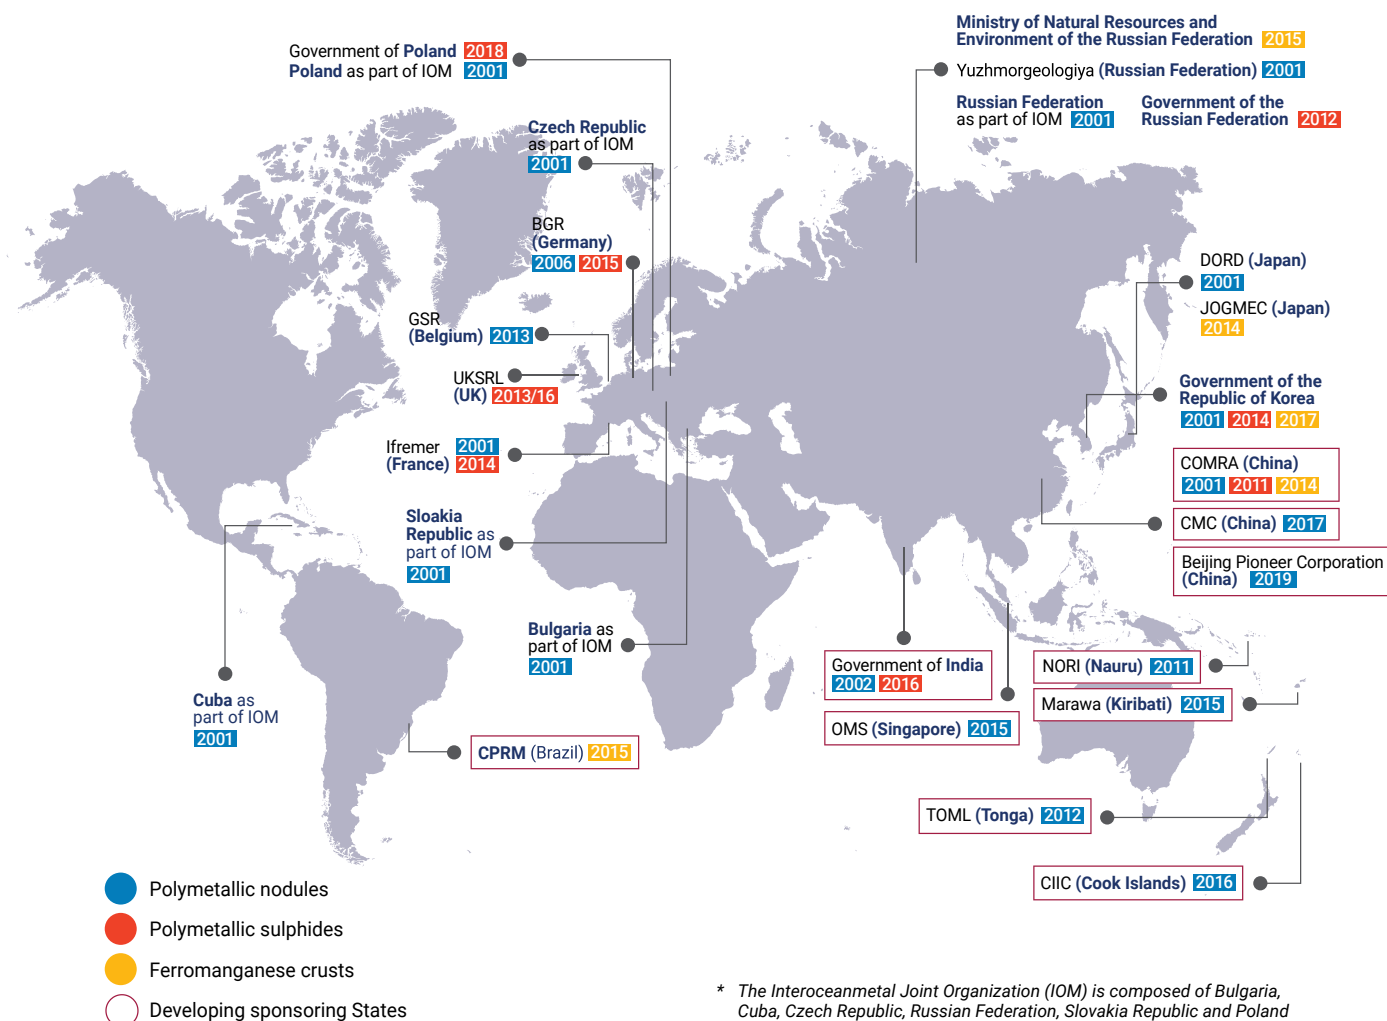 Government of Poland 2018
Poland as part of IOM 2001
Czech Republic
as part of IOM
2001
BGR
(Germany)
2006 2015
GSR
(Belgium) 2013
UKSRL
(UK) 2013/16
Ifremer 2001
(France) 2014
Sloakia
Republic as
part of IOM
2001
Bulgaria as
part of IOM
2001
Cuba as
part of IOM
2001
CPRM (Brazil) 2015
Ministry of Natural Resources and
Environment of the Russian Federation 2015
Yuzhmorgeologiya (Russian Federation) 2001
Russian Federation
as part of IOM 2001
Government of the
Russian Federation 2012
DORD (Japan)
2001
JOGMEC (Japan)
2014
Government of the
Republic of Korea
2001 2014 2017
COMRA (China)
2001 2011 2014
CMC (China) 2017
Beijing Pioneer Corporation
(China) 2019
Government of India
2002 2016
OMS (Singapore) 2015
NORI (Nauru) 2011
Marawa (Kiribati) 2015
TOML (Tonga) 2012
CIIC (Cook Islands) 2016
Polymetallic nodules
Polymetallic sulphides
Ferromanganese crusts
Developing sponsoring States
* The Interoceanmetal Joint Organization (IOM) is composed of Bulgaria,
Cuba, Czech Republic, Russian Federation, Slovakia Republic and Poland